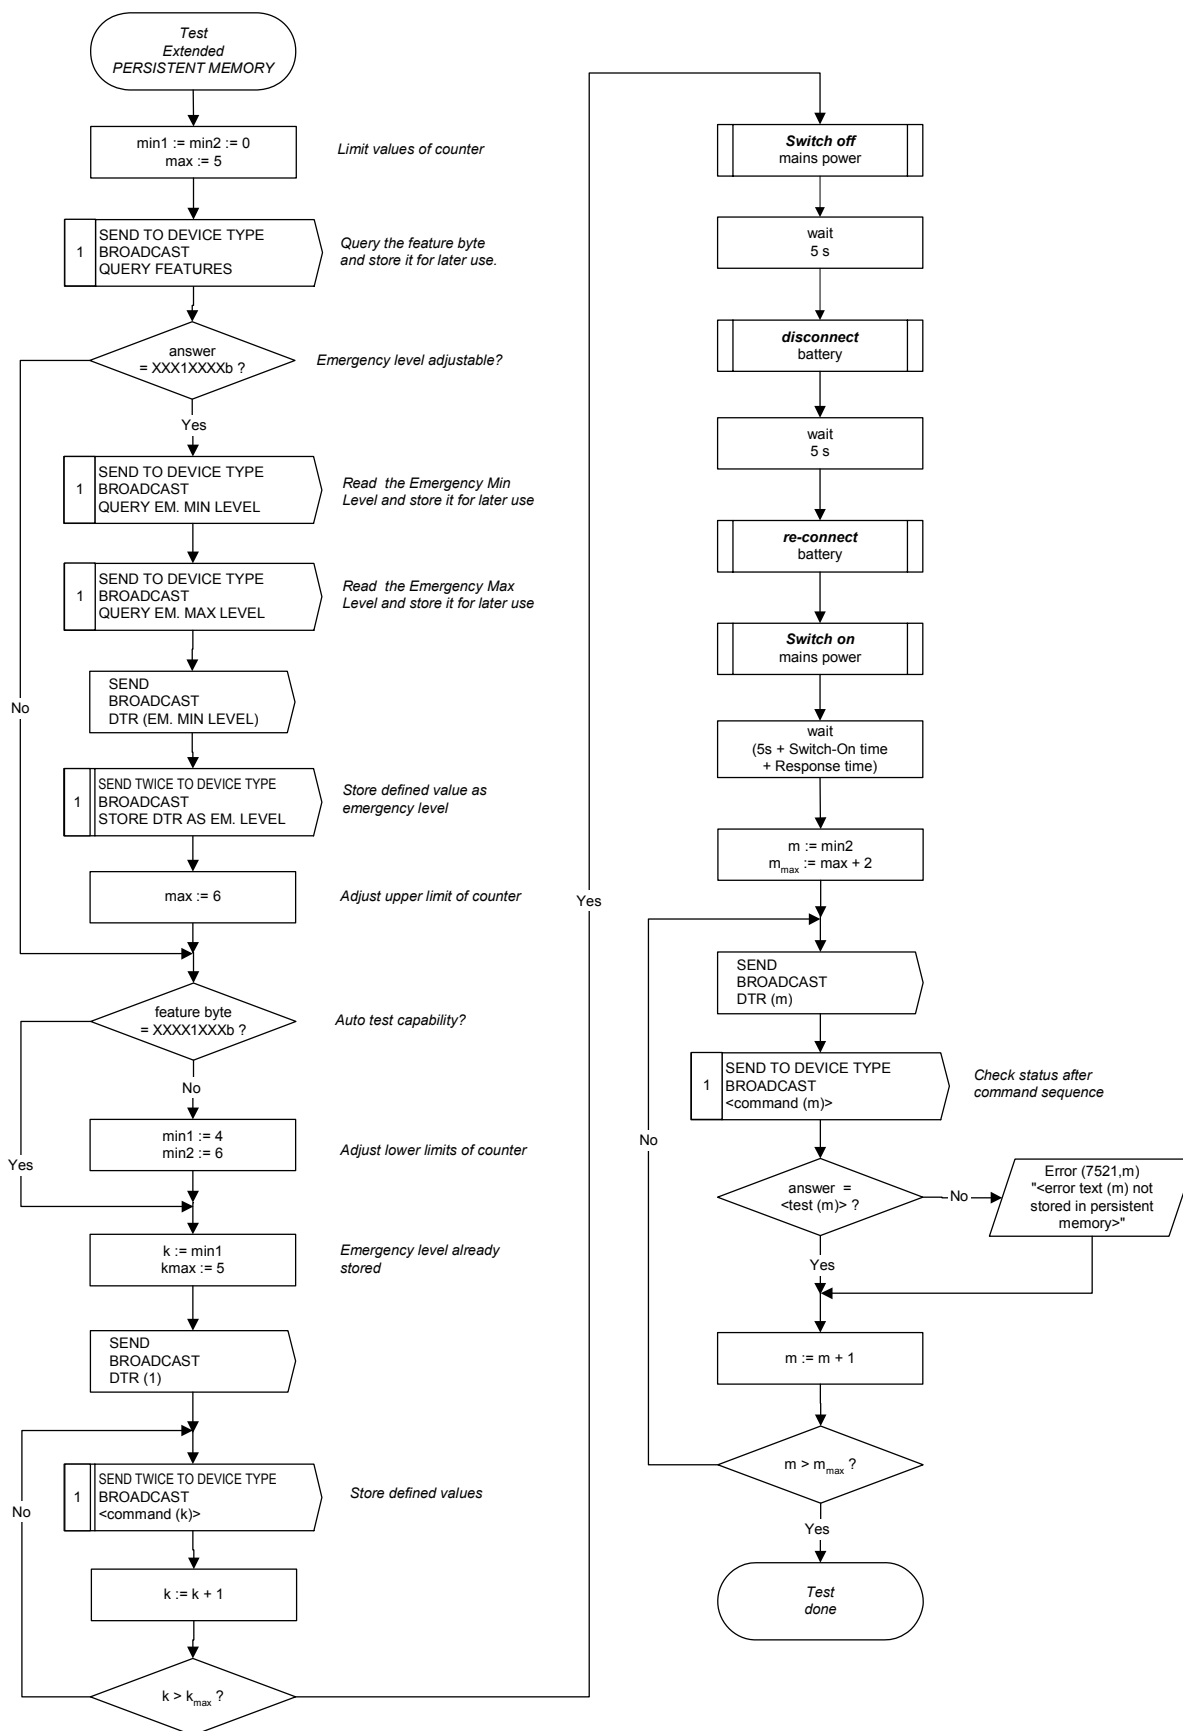 Test
Extended
PERSISTENT MEMORY
min1 := min2 := 0
max := 5
Limit values of counter
1
SEND TO DEVICE TYPE
BROADCAST
QUERY FEATURES
Query the feature byte
and store it for later use.
answer
= XXX1XXXXb ?
Emergency level adjustable?
Yes
1
SEND TO DEVICE TYPE
BROADCAST
QUERY EM. MIN LEVEL
Read the Emergency Min
Level and store it for later use
1
SEND TO DEVICE TYPE
BROADCAST
QUERY EM. MAX LEVEL
Read the Emergency Max
Level and store it for later use
No
SEND
BROADCAST
DTR (EM. MIN LEVEL)
1
SEND TWICE TO DEVICE TYPE
BROADCAST
STORE DTR AS EM. LEVEL
Store defined value as
emergency level
max := 6
Adjust upper limit of counter
feature byte
= XXXX1XXXb ?
Auto test capability?
No
Yes
min1 := 4
min2 := 6
Adjust lower limits of counter
k := min1
kmax := 5
Emergency level already
stored
SEND
BROADCAST
DTR (1)
No
1
SEND TWICE TO DEVICE TYPE
BROADCAST
<command (k)>
Store defined values
k := k + 1
k > kmax ?
Yes
Switch off
mains power
wait
5 s
disconnect
battery
wait
5 s
re-connect
battery
Switch on
mains power
wait
(5s + Switch-On time
+ Response time)
m := min2
mmax := max + 2
SEND
BROADCAST
DTR (m)
No
1
SEND TO DEVICE TYPE
BROADCAST
<command (m)>
Check status after
command sequence
answer =
<test (m)> ?
No
Error (7521,m)
"<error text (m) not
stored in persistent
memory>"
Yes
m := m + 1
m > mmax ?
Yes
Test
done